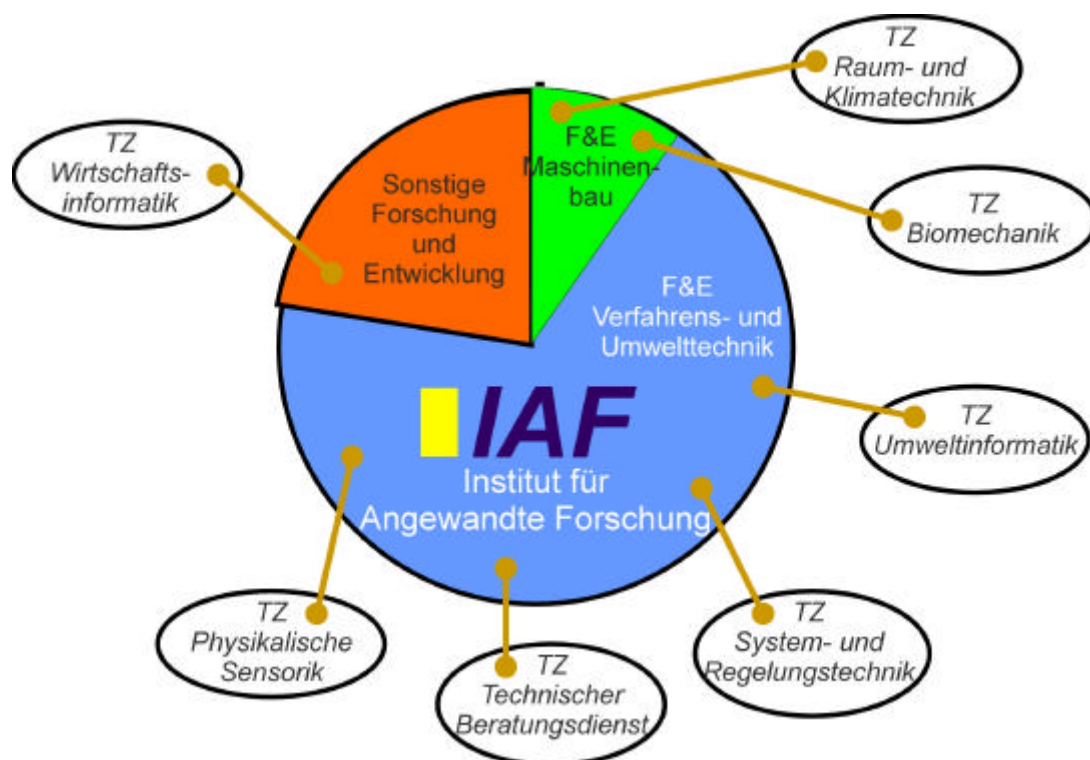 TZ
Raum- und
Klimatechnik
TZ
Wirtschafts-
informatik
F&E
Maschinen-
bau
Sonstige
Forschung
und
Entwicklung
TZ
Biomechanik
F&E
Verfahrens- und
Umwelttechnik
IAF
Institut für
Angewandte Forschung
TZ
Umweltinformatik
TZ
Physikalische
Sensorik
TZ
Technischer
Beratungsdienst
TZ
System- und
Regelungstechnik